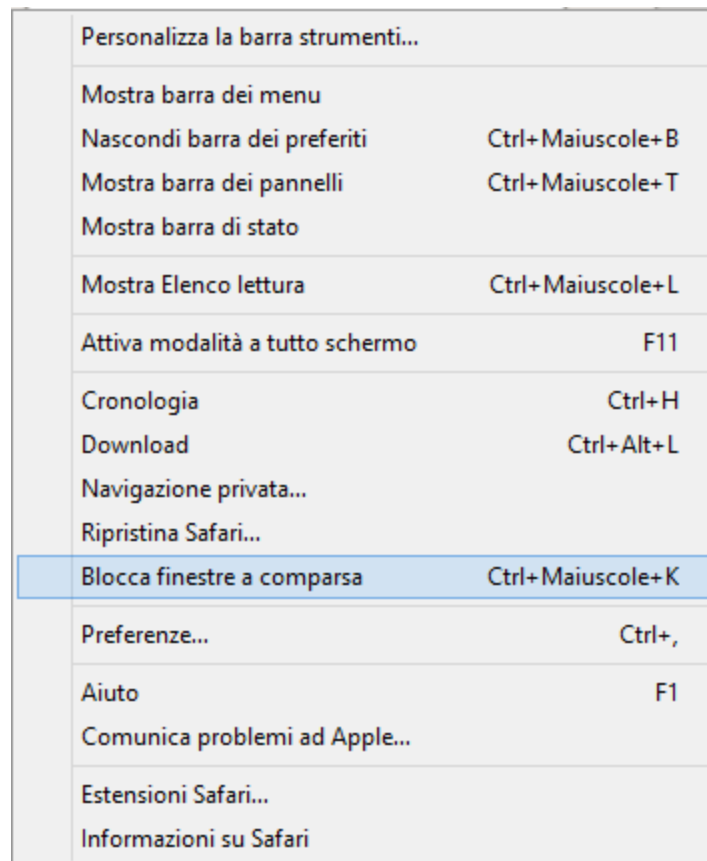 Personalizza la barra strumenti...
Mostra barra dei menu
Nascondi barra dei preferiti Ctrl+Maiuscole+B
Mostra barra dei pannelli Ctrl+Maiuscole+T
Mostra barra di stato
Mostra Elenco lettura Ctrl+Maiuscole+L
Attiva modalità a tutto schermo F11
Cronologia Ctrl+H
Download Ctrl+Alt+L
Navigazione privata...
Ripristina Safari...
Blocca finestre a comparsa Ctrl+Maiuscole+K
Preferenze... Ctrl+,
Aiuto F1
Comunica problemi ad Apple...
Estensioni Safari...
Informazioni su Safari